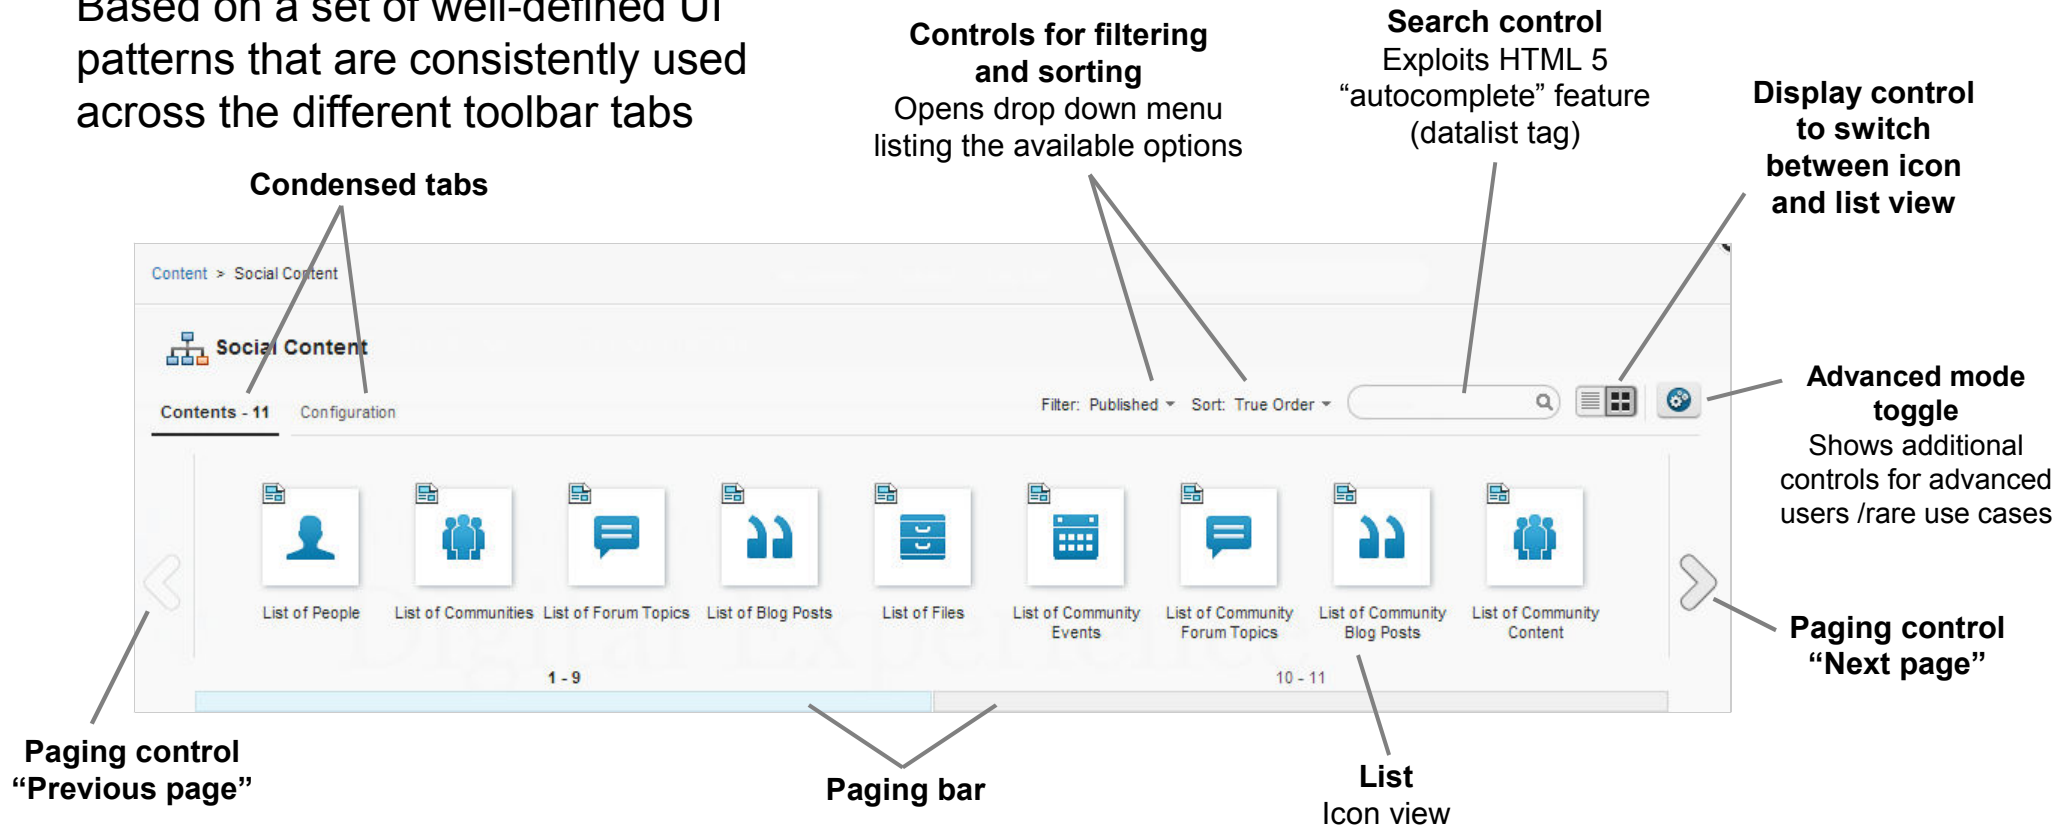 Based on a set of well-defined UI
patterns that are consistently used
across the different toolbar tabs
Condensed tabs
Controls for filtering
and sorting
Opens drop down menu
listing the available options
Search control
Exploits HTML 5
“autocomplete” feature
(datalist tag)
Display control
to switch
between icon
and list view
Content > Social Content
Social Content
Contents - 11 Configuration
Filter: Published Sort: True Order
Advanced mode
toggle
Shows additional
controls for advanced
users /rare use cases
List of People
List of Communities
List of Forum Topics
List of Blog Posts
List of Files
List of Community
Events
List of Community
Forum Topics
List of Community
Blog Posts
List of Community
Content
Digital Experience
1 - 9
10 - 11
Paging control
“Next page”
Paging control
“Previous page”
Paging bar
List
Icon view